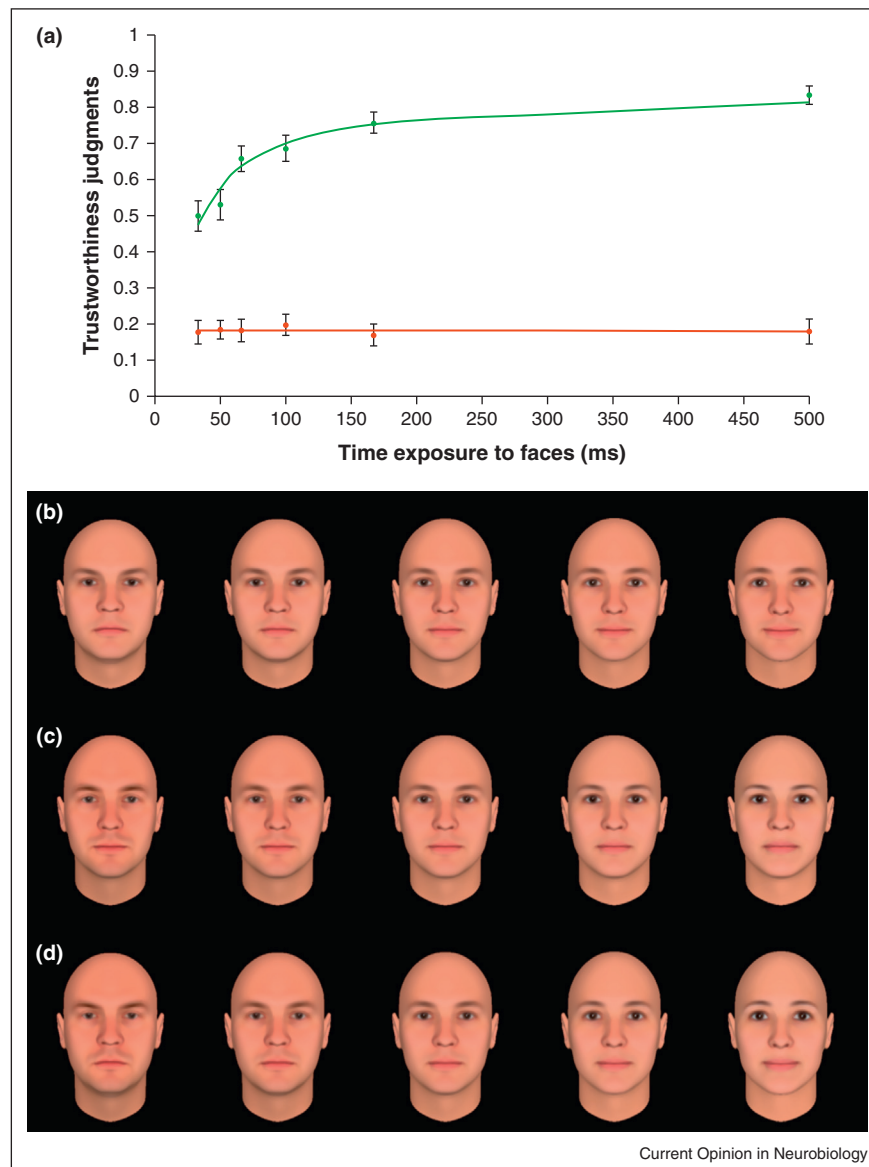 (a)
Trustworthiness judgments
1
0.9
0.8
0.7
0.6
0.5
0.4
0.3
0.2
0.1
0
0 50 100 150 200 250 300 350 400 450 500
Time exposure to faces (ms)
(b)
(c)
(d)
Current Opinion in Neurobiology